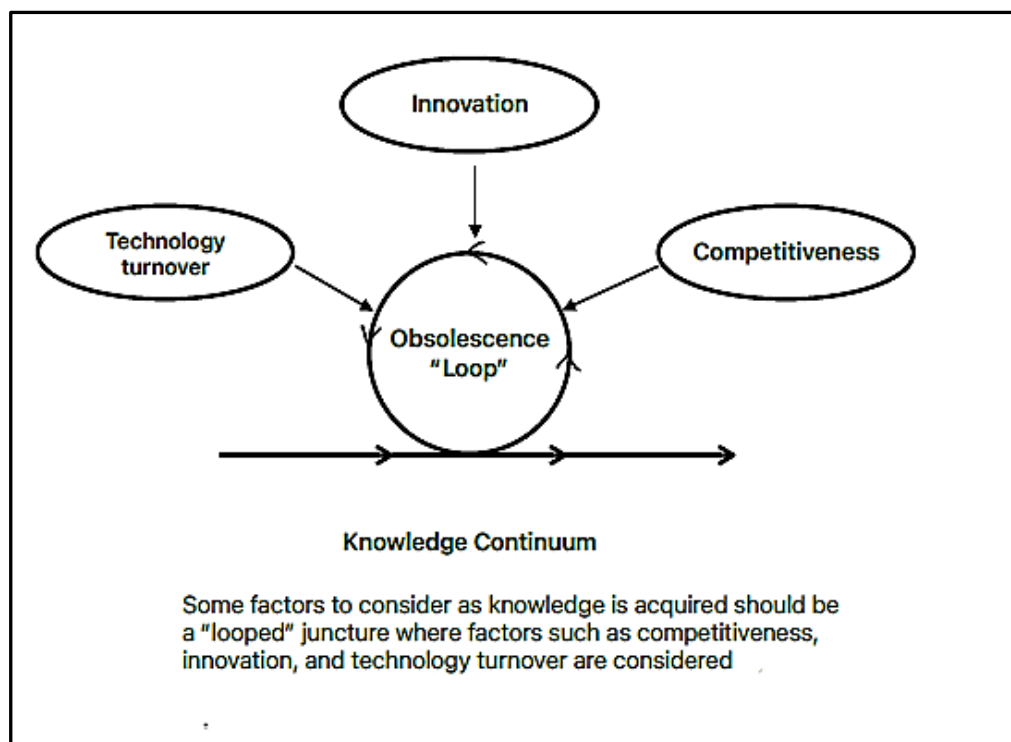 Innovation
Technology
turnover
Competitiveness
Obsolescence
"Loop"
Knowledge Continuum
Some factors to consider as knowledge is acquired should be
a "looped" juncture where factors such as competitiveness,
innovation, and technology turnover are considered